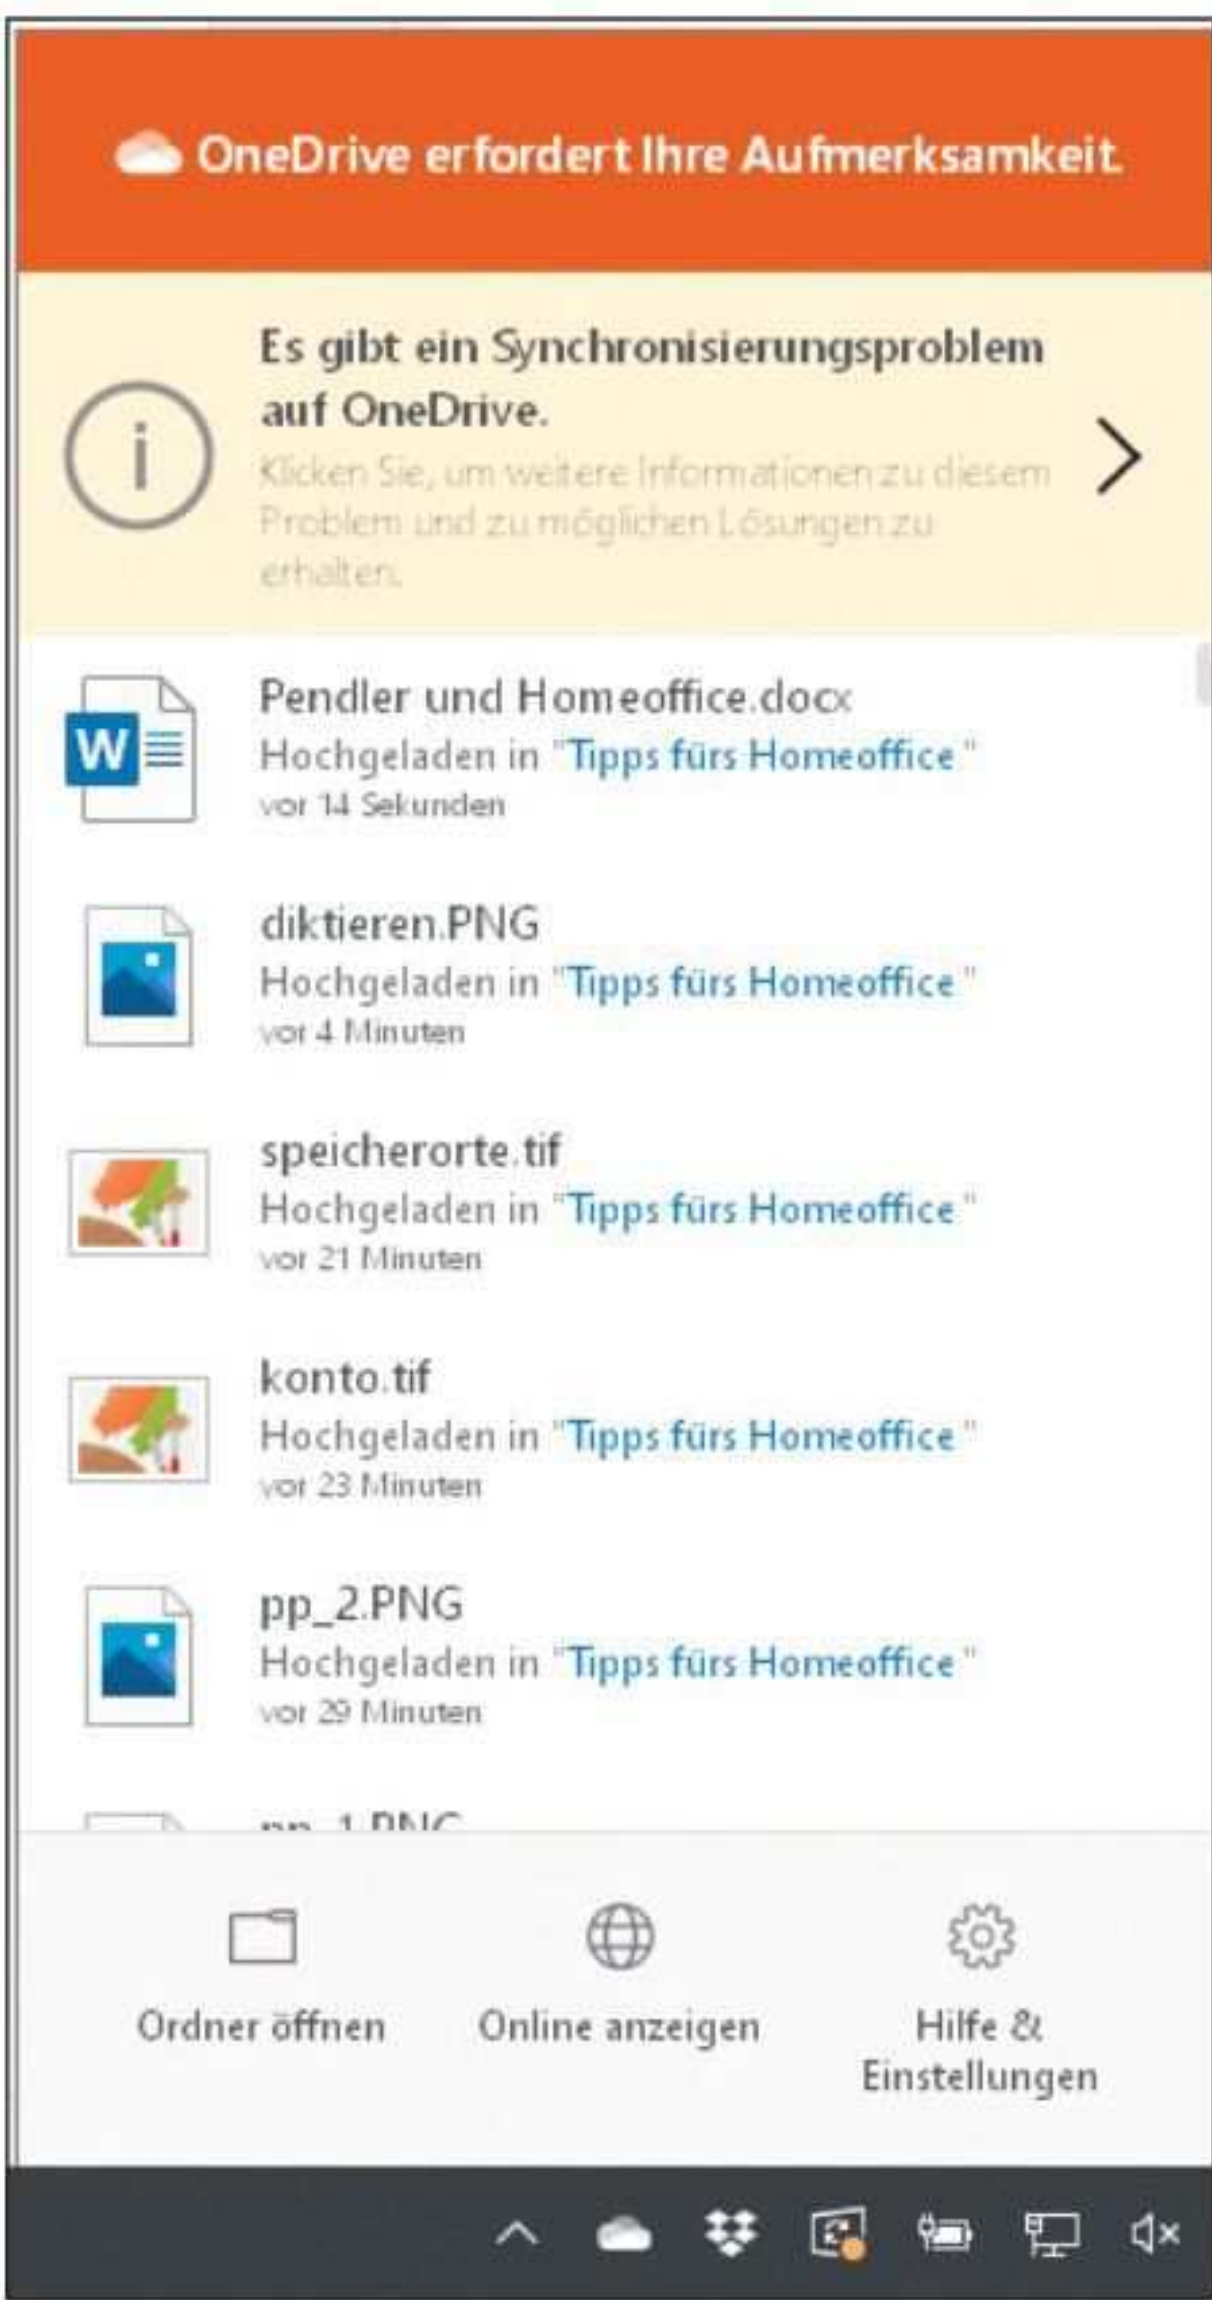 OneDrive erfordert Ihre Aufmerksamkeit.
Es gibt ein Synchronisierungsproblem
auf OneDrive.
Klicken Sie, um weitere Informationen zu diesem
Problem und zu möglichen Lösungen zu
erhalten.
Pendler und Homeoffice.docx
Hochgeladen in "Tipps fürs Homeoffice "
vor 14 Sekunden
diktieren.PNG
Hochgeladen in "Tipps fürs Homeoffice "
vor 4 Minuten
speicherorte.tif
Hochgeladen in "Tipps fürs Homeoffice "
vor 21 Minuten
konto.tif
Hochgeladen in "Tipps fürs Homeoffice "
vor 23 Minuten
pp_2.PNG
Hochgeladen in "Tipps fürs Homeoffice "
vor 29 Minuten
pp_1.PNG
Ordner öffnen
Online anzeigen
Hilfe &
Einstellungen